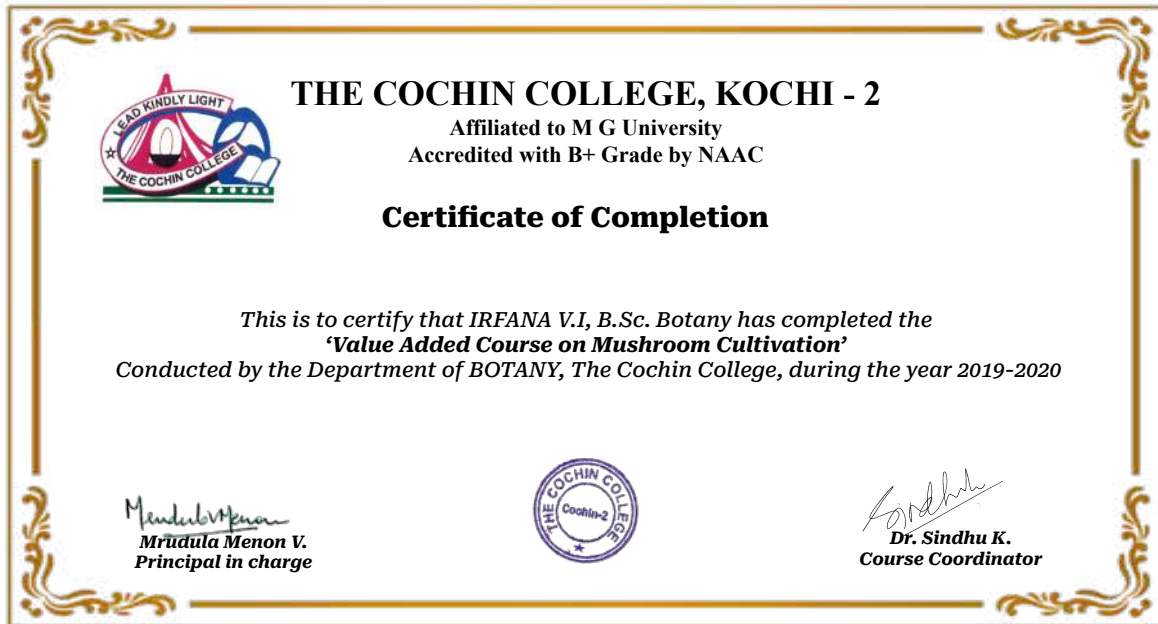 LEAD KINDLY LIGHT
THE COCHIN COLLEGE
THE COCHIN COLLEGE, KOCHI - 2
Affiliated to M G University
Accredited with B+ Grade by NAAC
Certificate of Completion
This is to certify that IRFANA V.I, B.Sc. Botany has completed the
‘Value Added Course on Mushroom Cultivation’
Conducted by the Department of BOTANY, The Cochin College, during the year 2019-2020
Mrudula Menon V.
Principal in charge
THE COCHIN COLLEGE
Cochin-2
Sindhu
Dr. Sindhu K.
Course Coordinator